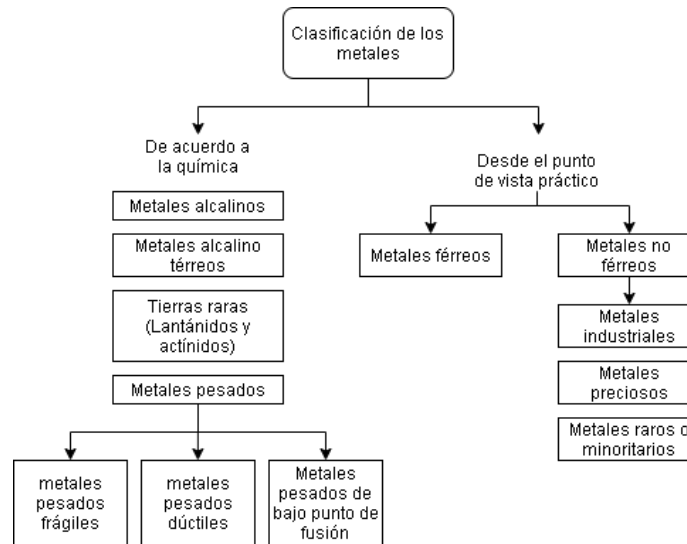 Clasificación de los
metales
De acuerdo a
la química
Metales alcalinos
Metales alcalino
térreos
Tierras raras
(Lantánidos y
actínidos)
Metales pesados
metales
pesados
frágiles
metales
pesados
dúctiles
Metales
pesados de
bajo punto de
fusión
Desde el punto
de vista práctico
Metales férreos
Metales no
férreos
Metales
industriales
Metales
preciosos
Metales raros o
minoritarios